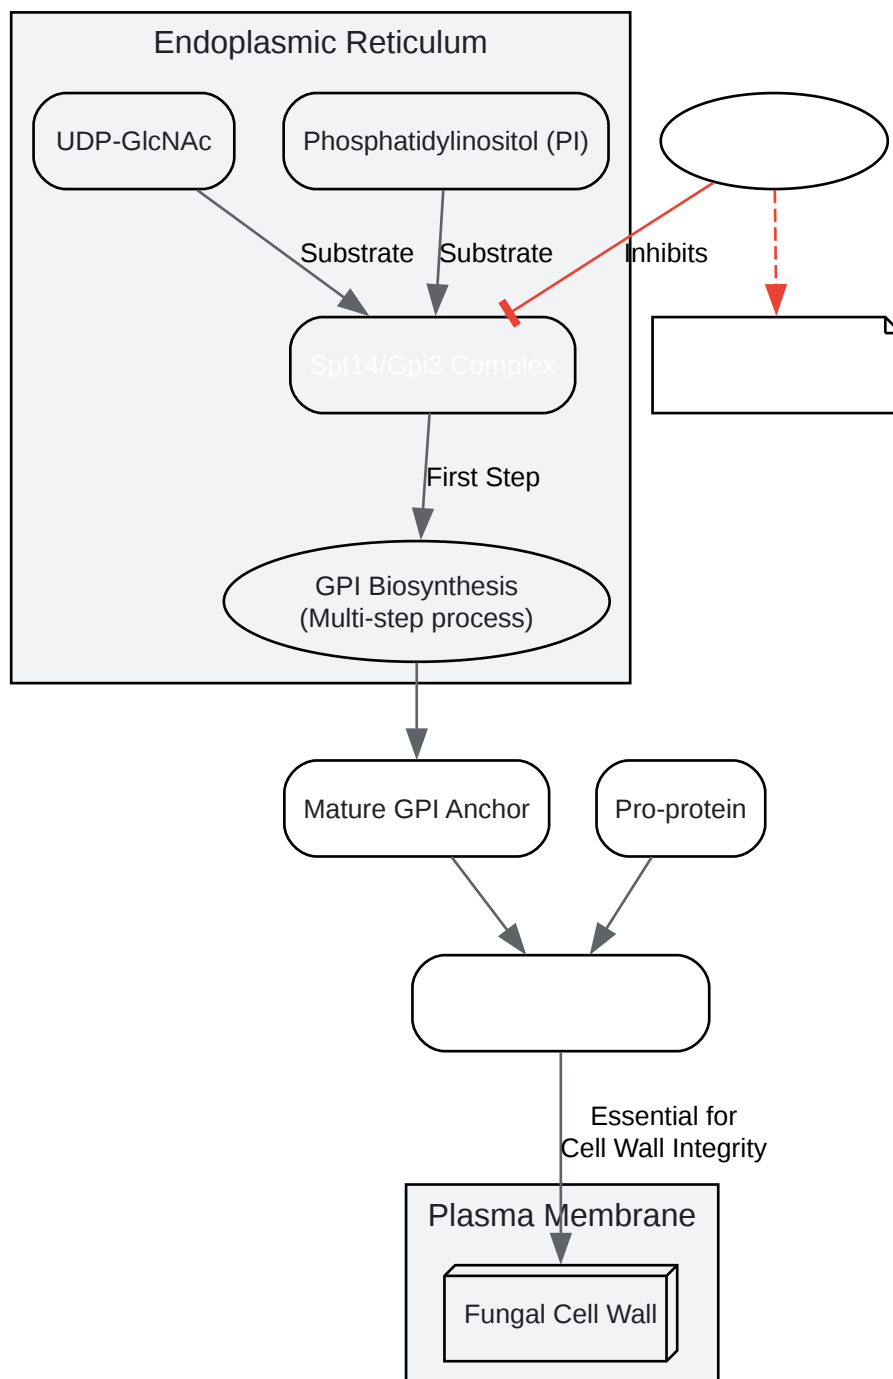 Endoplasmic Reticulum
UDP-GlcNAc
Phosphatidylinositol (PI)
Substrate
Substrate
Inhibits
Spt14/Gpi3 Complex
First Step
GPI Biosynthesis
(Multi-step process)
Mature GPI Anchor
Pro-protein
Essential for
Cell Wall Integrity
Plasma Membrane
Fungal Cell Wall